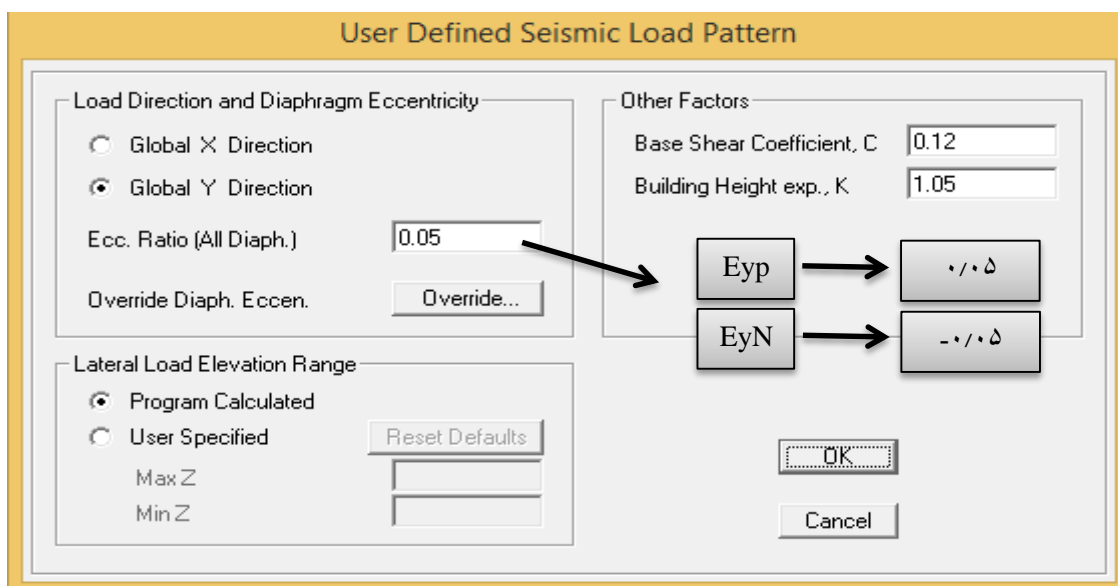 User Defined Seismic Load Pattern
Load Direction and Diaphragm Eccentricity
Global X Direction
Global Y Direction
Ecc. Ratio (All Diaph.) 0.05
Override Diaph. Eccen. Override...
Other Factors
Base Shear Coefficient, C 0.12
Building Height exp., K 1.05
Eyp ۰/۰۵
EyN -۰/۰۵
Lateral Load Elevation Range
Program Calculated
User Specified Reset Defaults
Max Z
Min Z
OK
Cancel